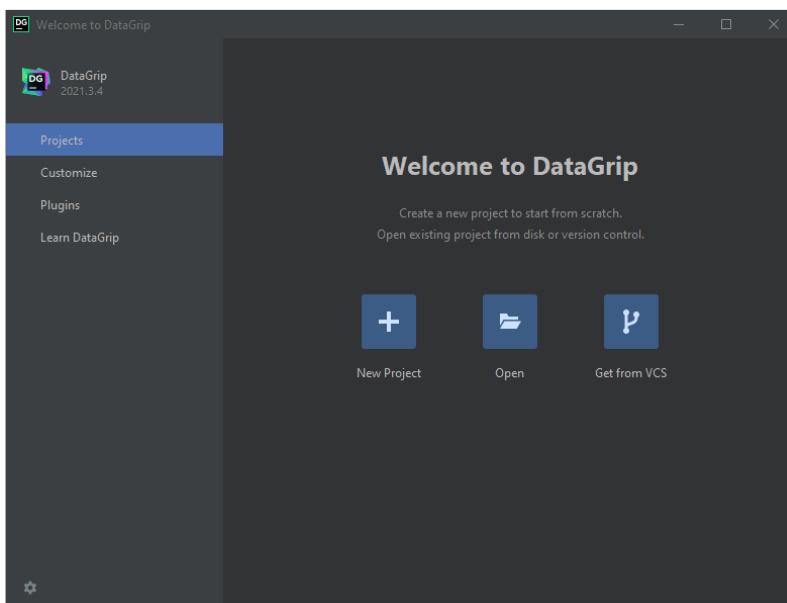 DG Welcome to DataGrip
DG DataGrip
2021.3.4
Projects
Customize
Plugins
Learn DataGrip
Welcome to DataGrip
Create a new project to start from scratch.
Open existing project from disk or version control.
New Project
Open
Get from VCS